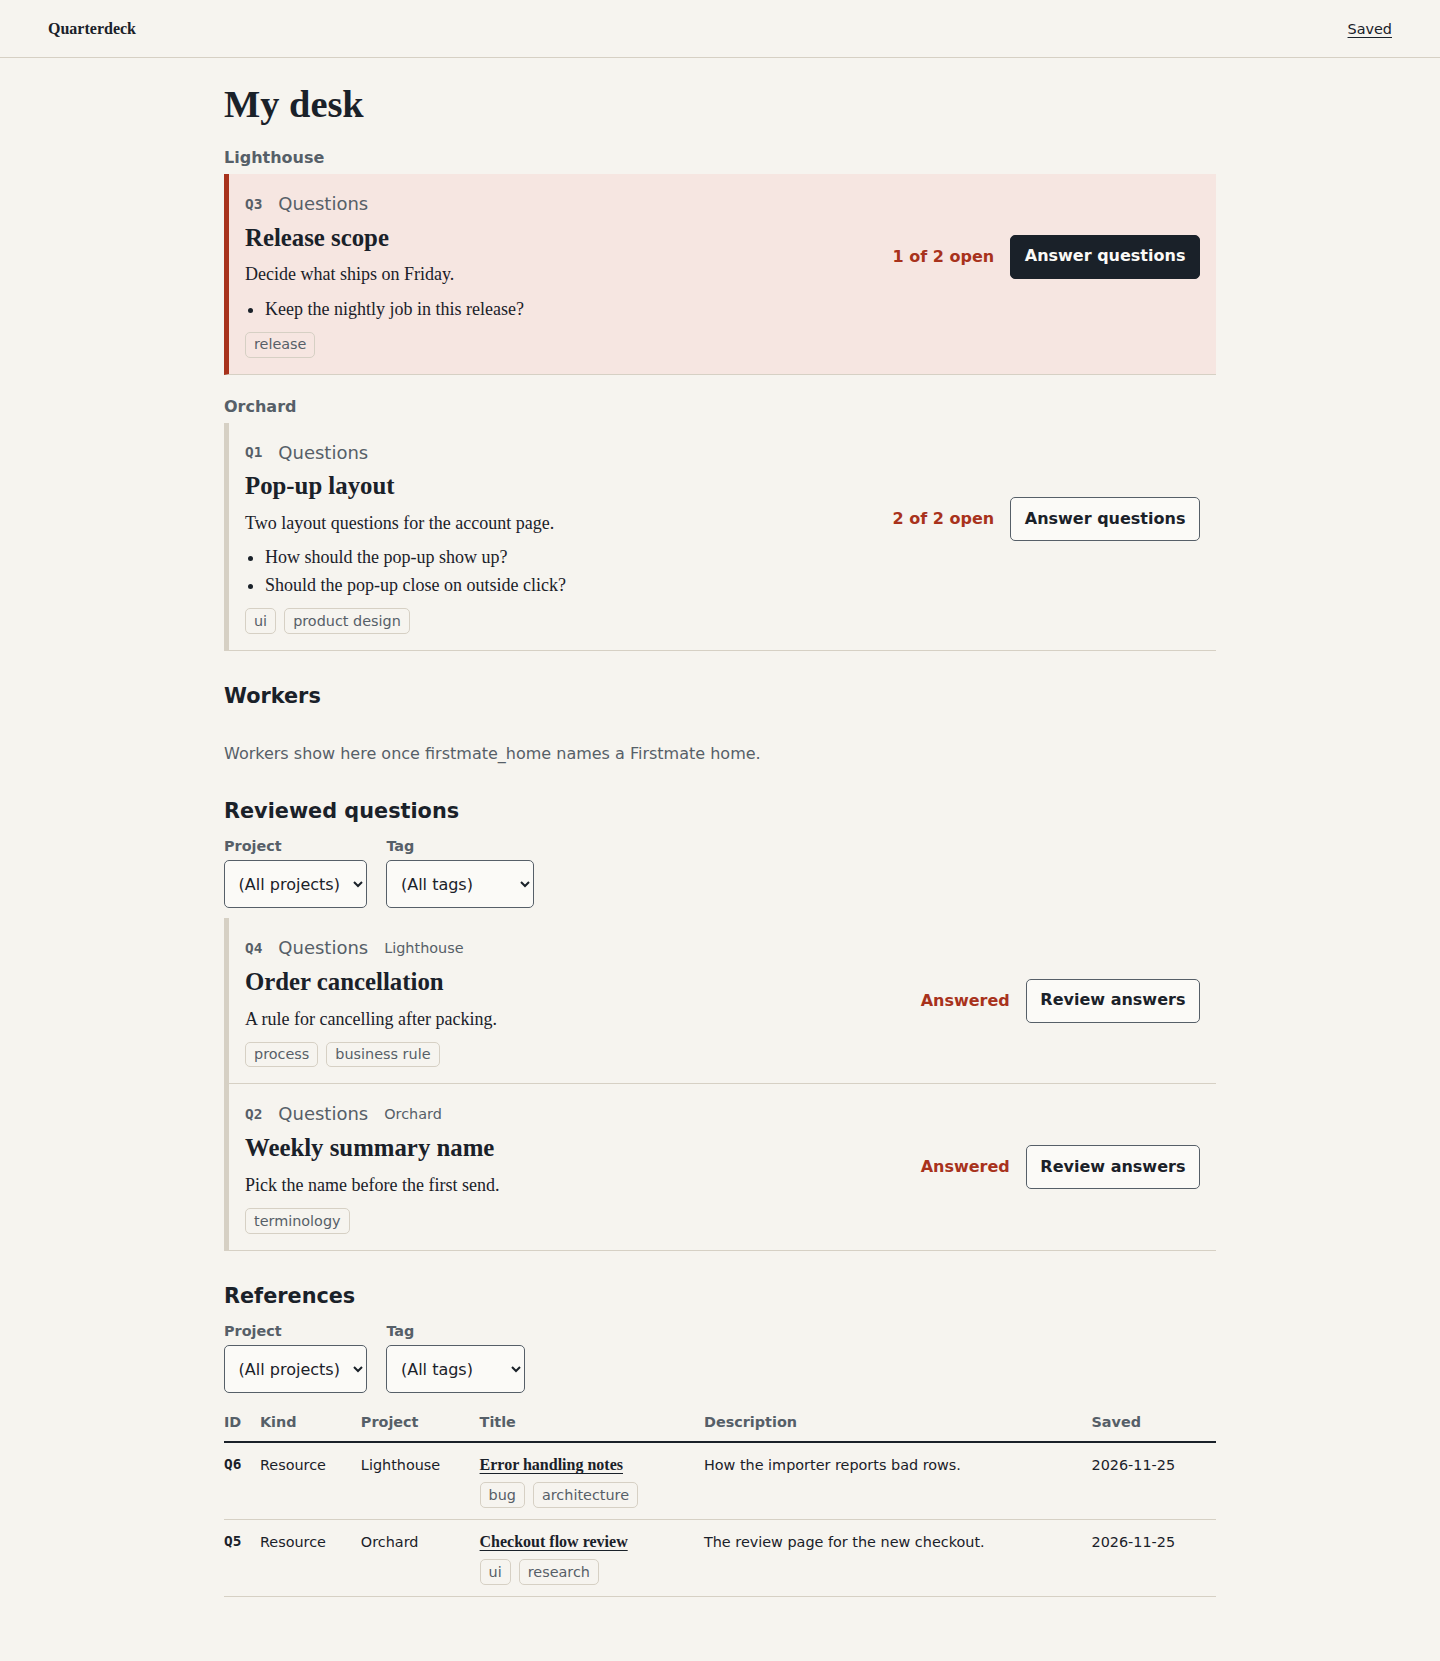 Quarterdeck
Saved
My desk
Lighthouse
Q3 Questions
Release scope
Decide what ships on Friday.
Keep the nightly job in this release?
release
1 of 2 open
Answer questions
Orchard
Q1 Questions
Pop-up layout
Two layout questions for the account page.
How should the pop-up show up?
Should the pop-up close on outside click?
ui product design
2 of 2 open
Answer questions
Workers
Workers show here once firstmate_home names a Firstmate home.
Reviewed questions
Project Tag
(All projects) (All tags)
Q4 Questions Lighthouse
Order cancellation
A rule for cancelling after packing.
process business rule
Answered
Review answers
Q2 Questions Orchard
Weekly summary name
Pick the name before the first send.
terminology
Answered
Review answers
References
Project Tag
(All projects) (All tags)
ID Kind Project Title Description Saved
Q6 Resource Lighthouse Error handling notes How the importer reports bad rows. 2026-11-25
bug architecture
Q5 Resource Orchard Checkout flow review The review page for the new checkout. 2026-11-25
ui research